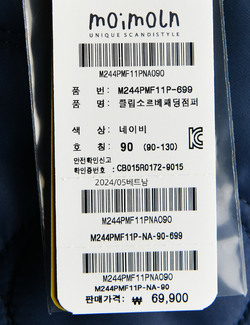 moimoln
UNIQUE SCANDISTYLE
M244PMF11PNA090
품 번: M244PMF11P-699
품 명: 클림소르베패딩점퍼
색 상: 네이비
호 칭: 90 (90-130)
안전확인신고
확인증번호 : CB015R0172-9015
2024/05베트남
M244PMF11PNA090
M244PMF11P-NA-90-699
M244PMF11PNA090
M244PMF11P-NA-90
판매가격: ₩ 69,900